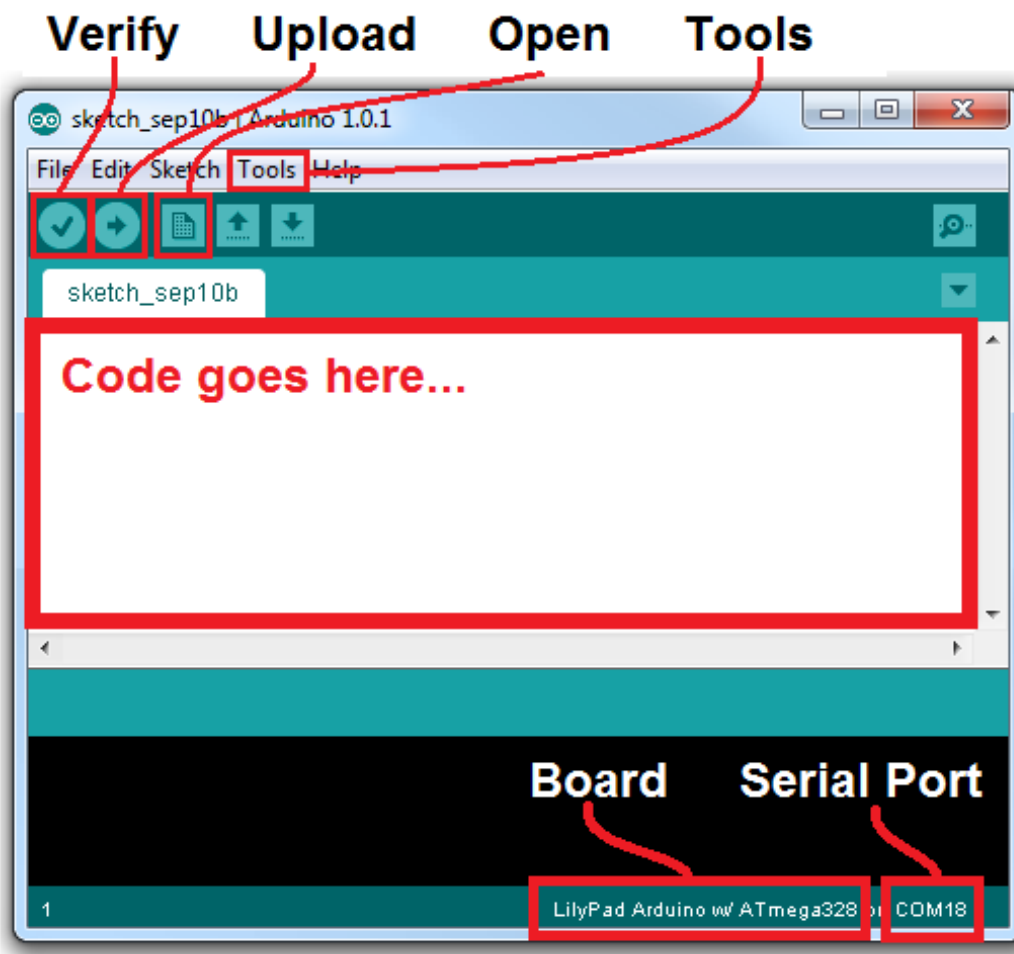 Verify Upload Open Tools
sketch_sep10b | Arduino 1.0.1
File Edit Sketch Tools Help
sketch_sep10b
Code goes here...
Board Serial Port
1 LilyPad Arduino w/ ATmega328 on COM18